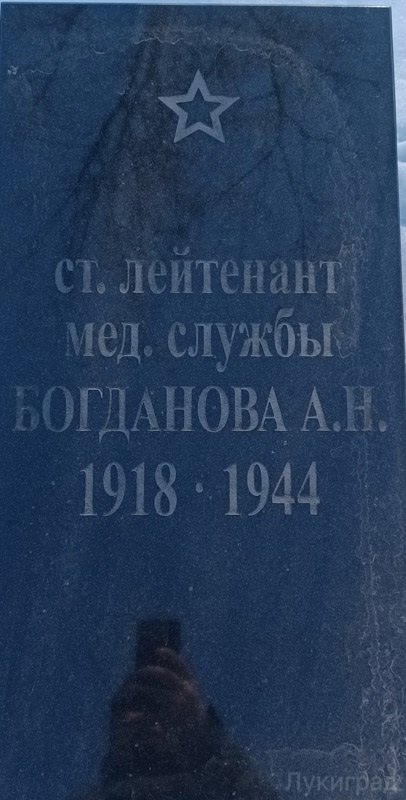 ст. лейтенант
мед. службы
БОГДАНОВА А.Н.
1918 · 1944
Лукиград